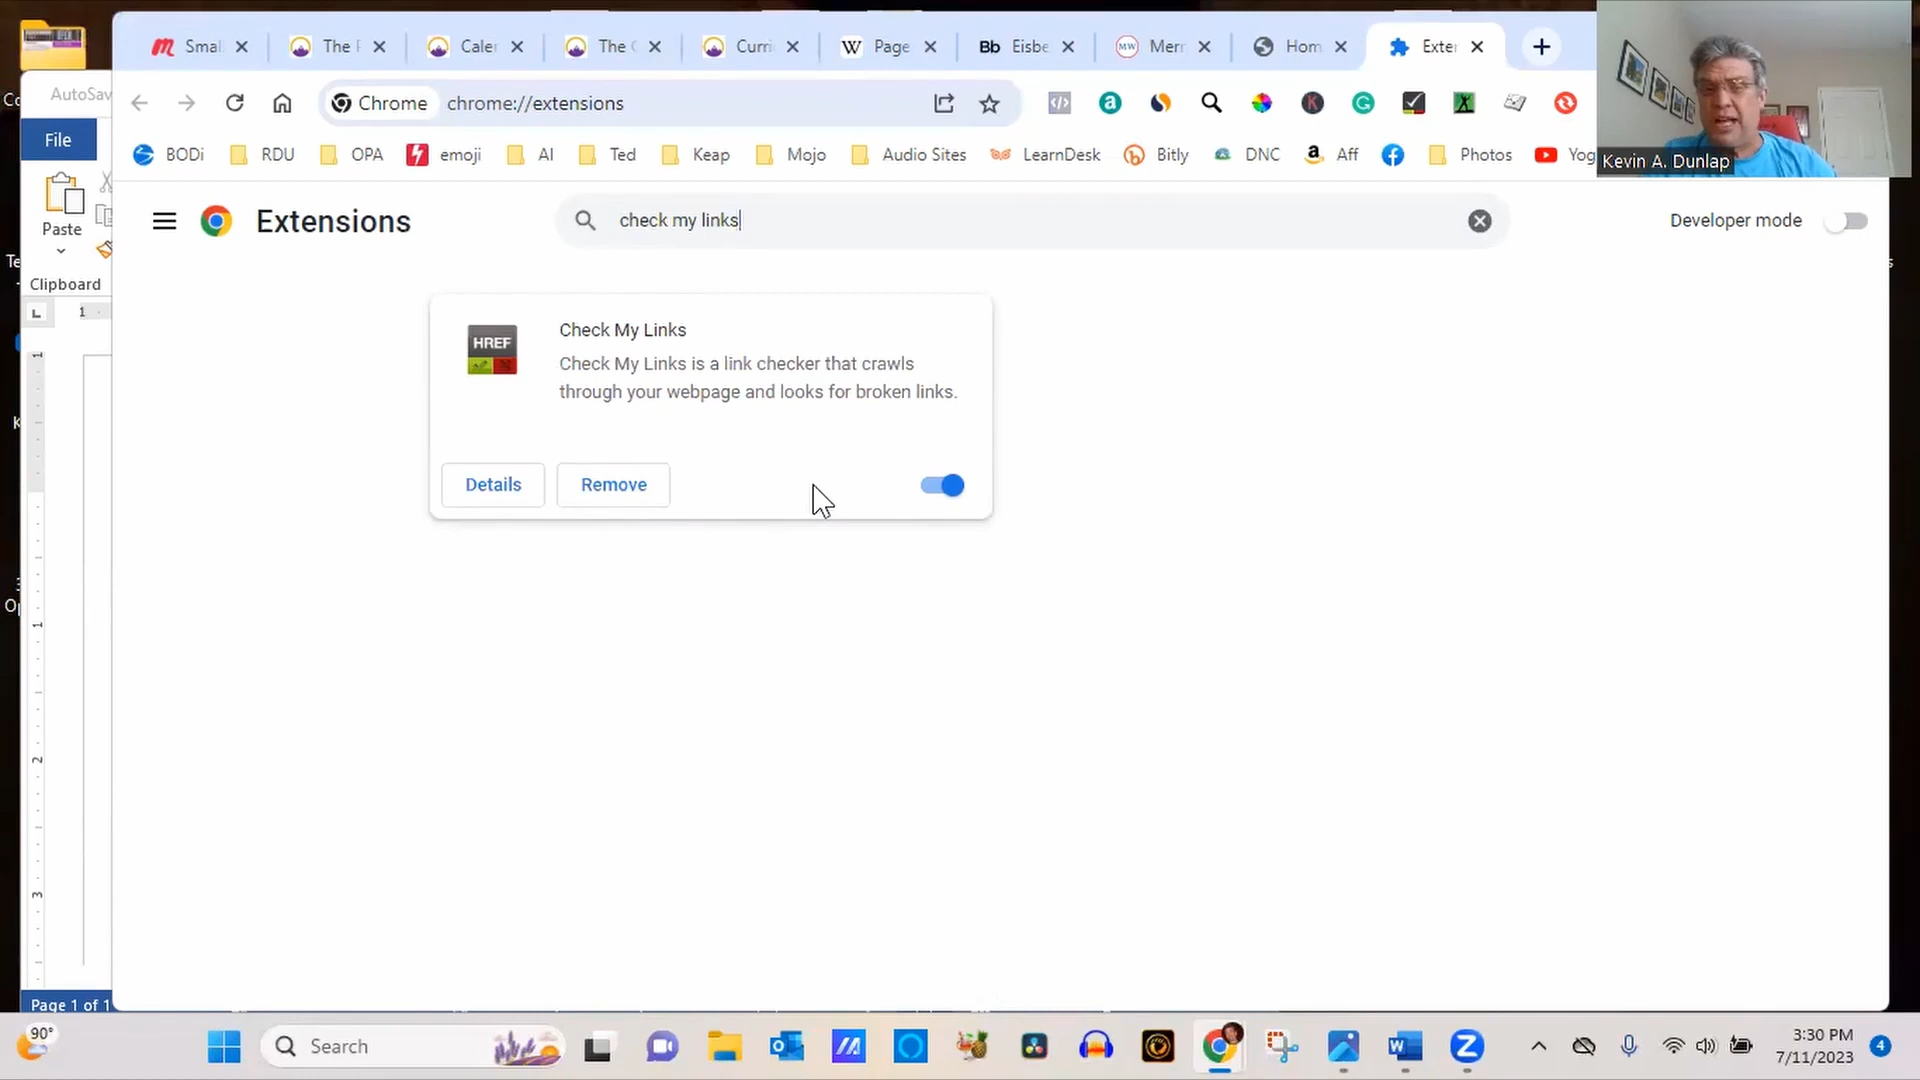 Smal
The F
Caler
The C
Curri
W Page
Bb Eisbe
MW Merr
Hom
Exter
AutoSav
Chrome chrome://extensions
File
BODi RDU OPA emoji AI Ted Keap Mojo Audio Sites LearnDesk Bitly DNC Aff Photos Yog
Kevin A. Dunlap
Paste
Extensions
check my links
Developer mode
Clipboard
HREF
Check My Links
Check My Links is a link checker that crawls
through your webpage and looks for broken links.
Details
Remove
Page 1 of 1
90°
Search
3:30 PM
7/11/2023
4